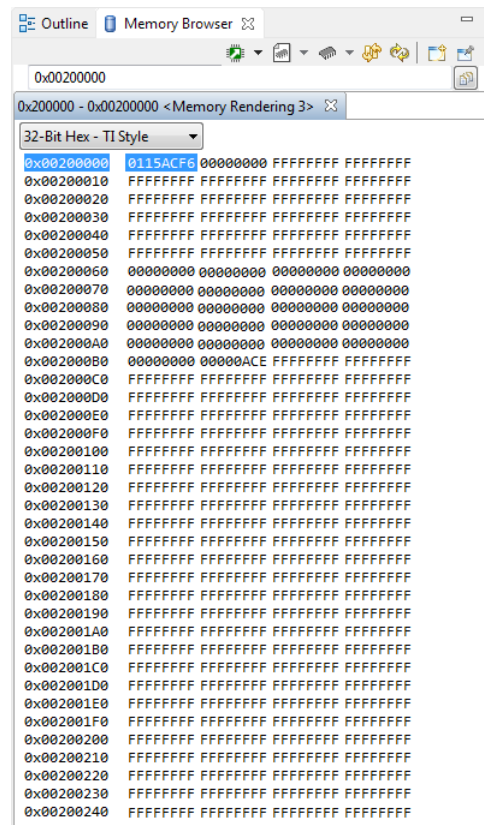 Outline Memory Browser
0x00200000
0x200000 - 0x00200000 <Memory Rendering 3>
32-Bit Hex - TI Style
0x00200000 0115ACF6 00000000 FFFFFFFF FFFFFFFF
0x00200010 FFFFFFFF FFFFFFFF FFFFFFFF FFFFFFFF
0x00200020 FFFFFFFF FFFFFFFF FFFFFFFF FFFFFFFF
0x00200030 FFFFFFFF FFFFFFFF FFFFFFFF FFFFFFFF
0x00200040 FFFFFFFF FFFFFFFF FFFFFFFF FFFFFFFF
0x00200050 FFFFFFFF FFFFFFFF FFFFFFFF FFFFFFFF
0x00200060 00000000 00000000 00000000 00000000
0x00200070 00000000 00000000 00000000 00000000
0x00200080 00000000 00000000 00000000 00000000
0x00200090 00000000 00000000 00000000 00000000
0x002000A0 00000000 00000000 00000000 00000000
0x002000B0 00000000 00000ACE FFFFFFFF FFFFFFFF
0x002000C0 FFFFFFFF FFFFFFFF FFFFFFFF FFFFFFFF
0x002000D0 FFFFFFFF FFFFFFFF FFFFFFFF FFFFFFFF
0x002000E0 FFFFFFFF FFFFFFFF FFFFFFFF FFFFFFFF
0x002000F0 FFFFFFFF FFFFFFFF FFFFFFFF FFFFFFFF
0x00200100 FFFFFFFF FFFFFFFF FFFFFFFF FFFFFFFF
0x00200110 FFFFFFFF FFFFFFFF FFFFFFFF FFFFFFFF
0x00200120 FFFFFFFF FFFFFFFF FFFFFFFF FFFFFFFF
0x00200130 FFFFFFFF FFFFFFFF FFFFFFFF FFFFFFFF
0x00200140 FFFFFFFF FFFFFFFF FFFFFFFF FFFFFFFF
0x00200150 FFFFFFFF FFFFFFFF FFFFFFFF FFFFFFFF
0x00200160 FFFFFFFF FFFFFFFF FFFFFFFF FFFFFFFF
0x00200170 FFFFFFFF FFFFFFFF FFFFFFFF FFFFFFFF
0x00200180 FFFFFFFF FFFFFFFF FFFFFFFF FFFFFFFF
0x00200190 FFFFFFFF FFFFFFFF FFFFFFFF FFFFFFFF
0x002001A0 FFFFFFFF FFFFFFFF FFFFFFFF FFFFFFFF
0x002001B0 FFFFFFFF FFFFFFFF FFFFFFFF FFFFFFFF
0x002001C0 FFFFFFFF FFFFFFFF FFFFFFFF FFFFFFFF
0x002001D0 FFFFFFFF FFFFFFFF FFFFFFFF FFFFFFFF
0x002001E0 FFFFFFFF FFFFFFFF FFFFFFFF FFFFFFFF
0x002001F0 FFFFFFFF FFFFFFFF FFFFFFFF FFFFFFFF
0x00200200 FFFFFFFF FFFFFFFF FFFFFFFF FFFFFFFF
0x00200210 FFFFFFFF FFFFFFFF FFFFFFFF FFFFFFFF
0x00200220 FFFFFFFF FFFFFFFF FFFFFFFF FFFFFFFF
0x00200230 FFFFFFFF FFFFFFFF FFFFFFFF FFFFFFFF
0x00200240 FFFFFFFF FFFFFFFF FFFFFFFF FFFFFFFF